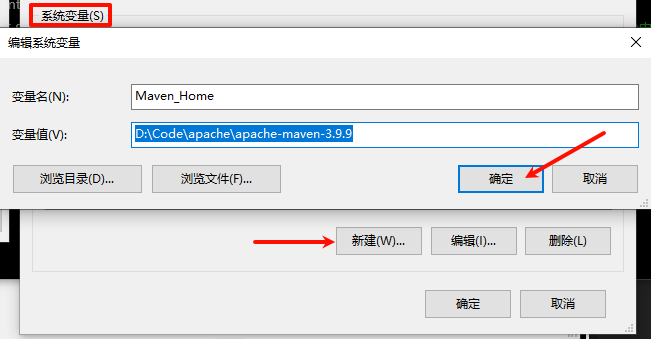 系统变量(S)
编辑系统变量
变量名(N):
Maven_Home
变量值(V):
D:\Code\apache\apache-maven-3.9.9
浏览目录(D)...
浏览文件(F)...
确定
取消
新建(W)...
编辑(I)...
删除(L)
确定
取消